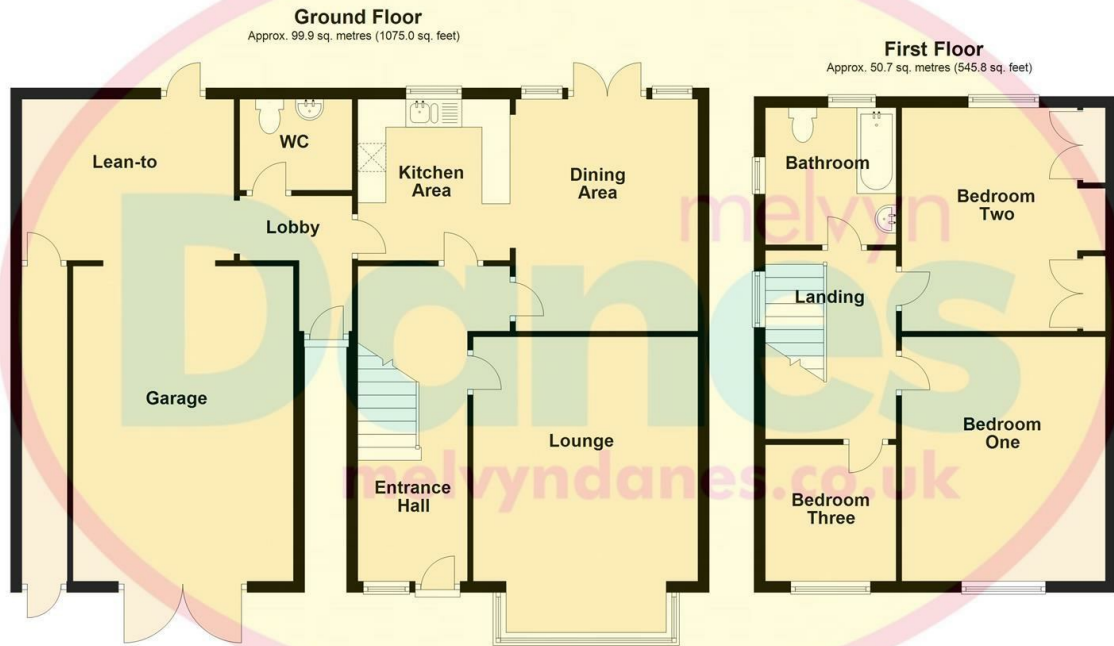 Ground Floor
Approx. 99.9 sq. metres (1075.0 sq. feet)
First Floor
Approx. 50.7 sq. metres (545.8 sq. feet)
Lean-to
WC
Kitchen
Area
Dining
Area
Lobby
Garage
Entrance
Hall
Lounge
Bathroom
Bedroom
Two
Landing
Bedroom
One
Bedroom
Three
melvyn
Danes
melvyndanes.co.uk